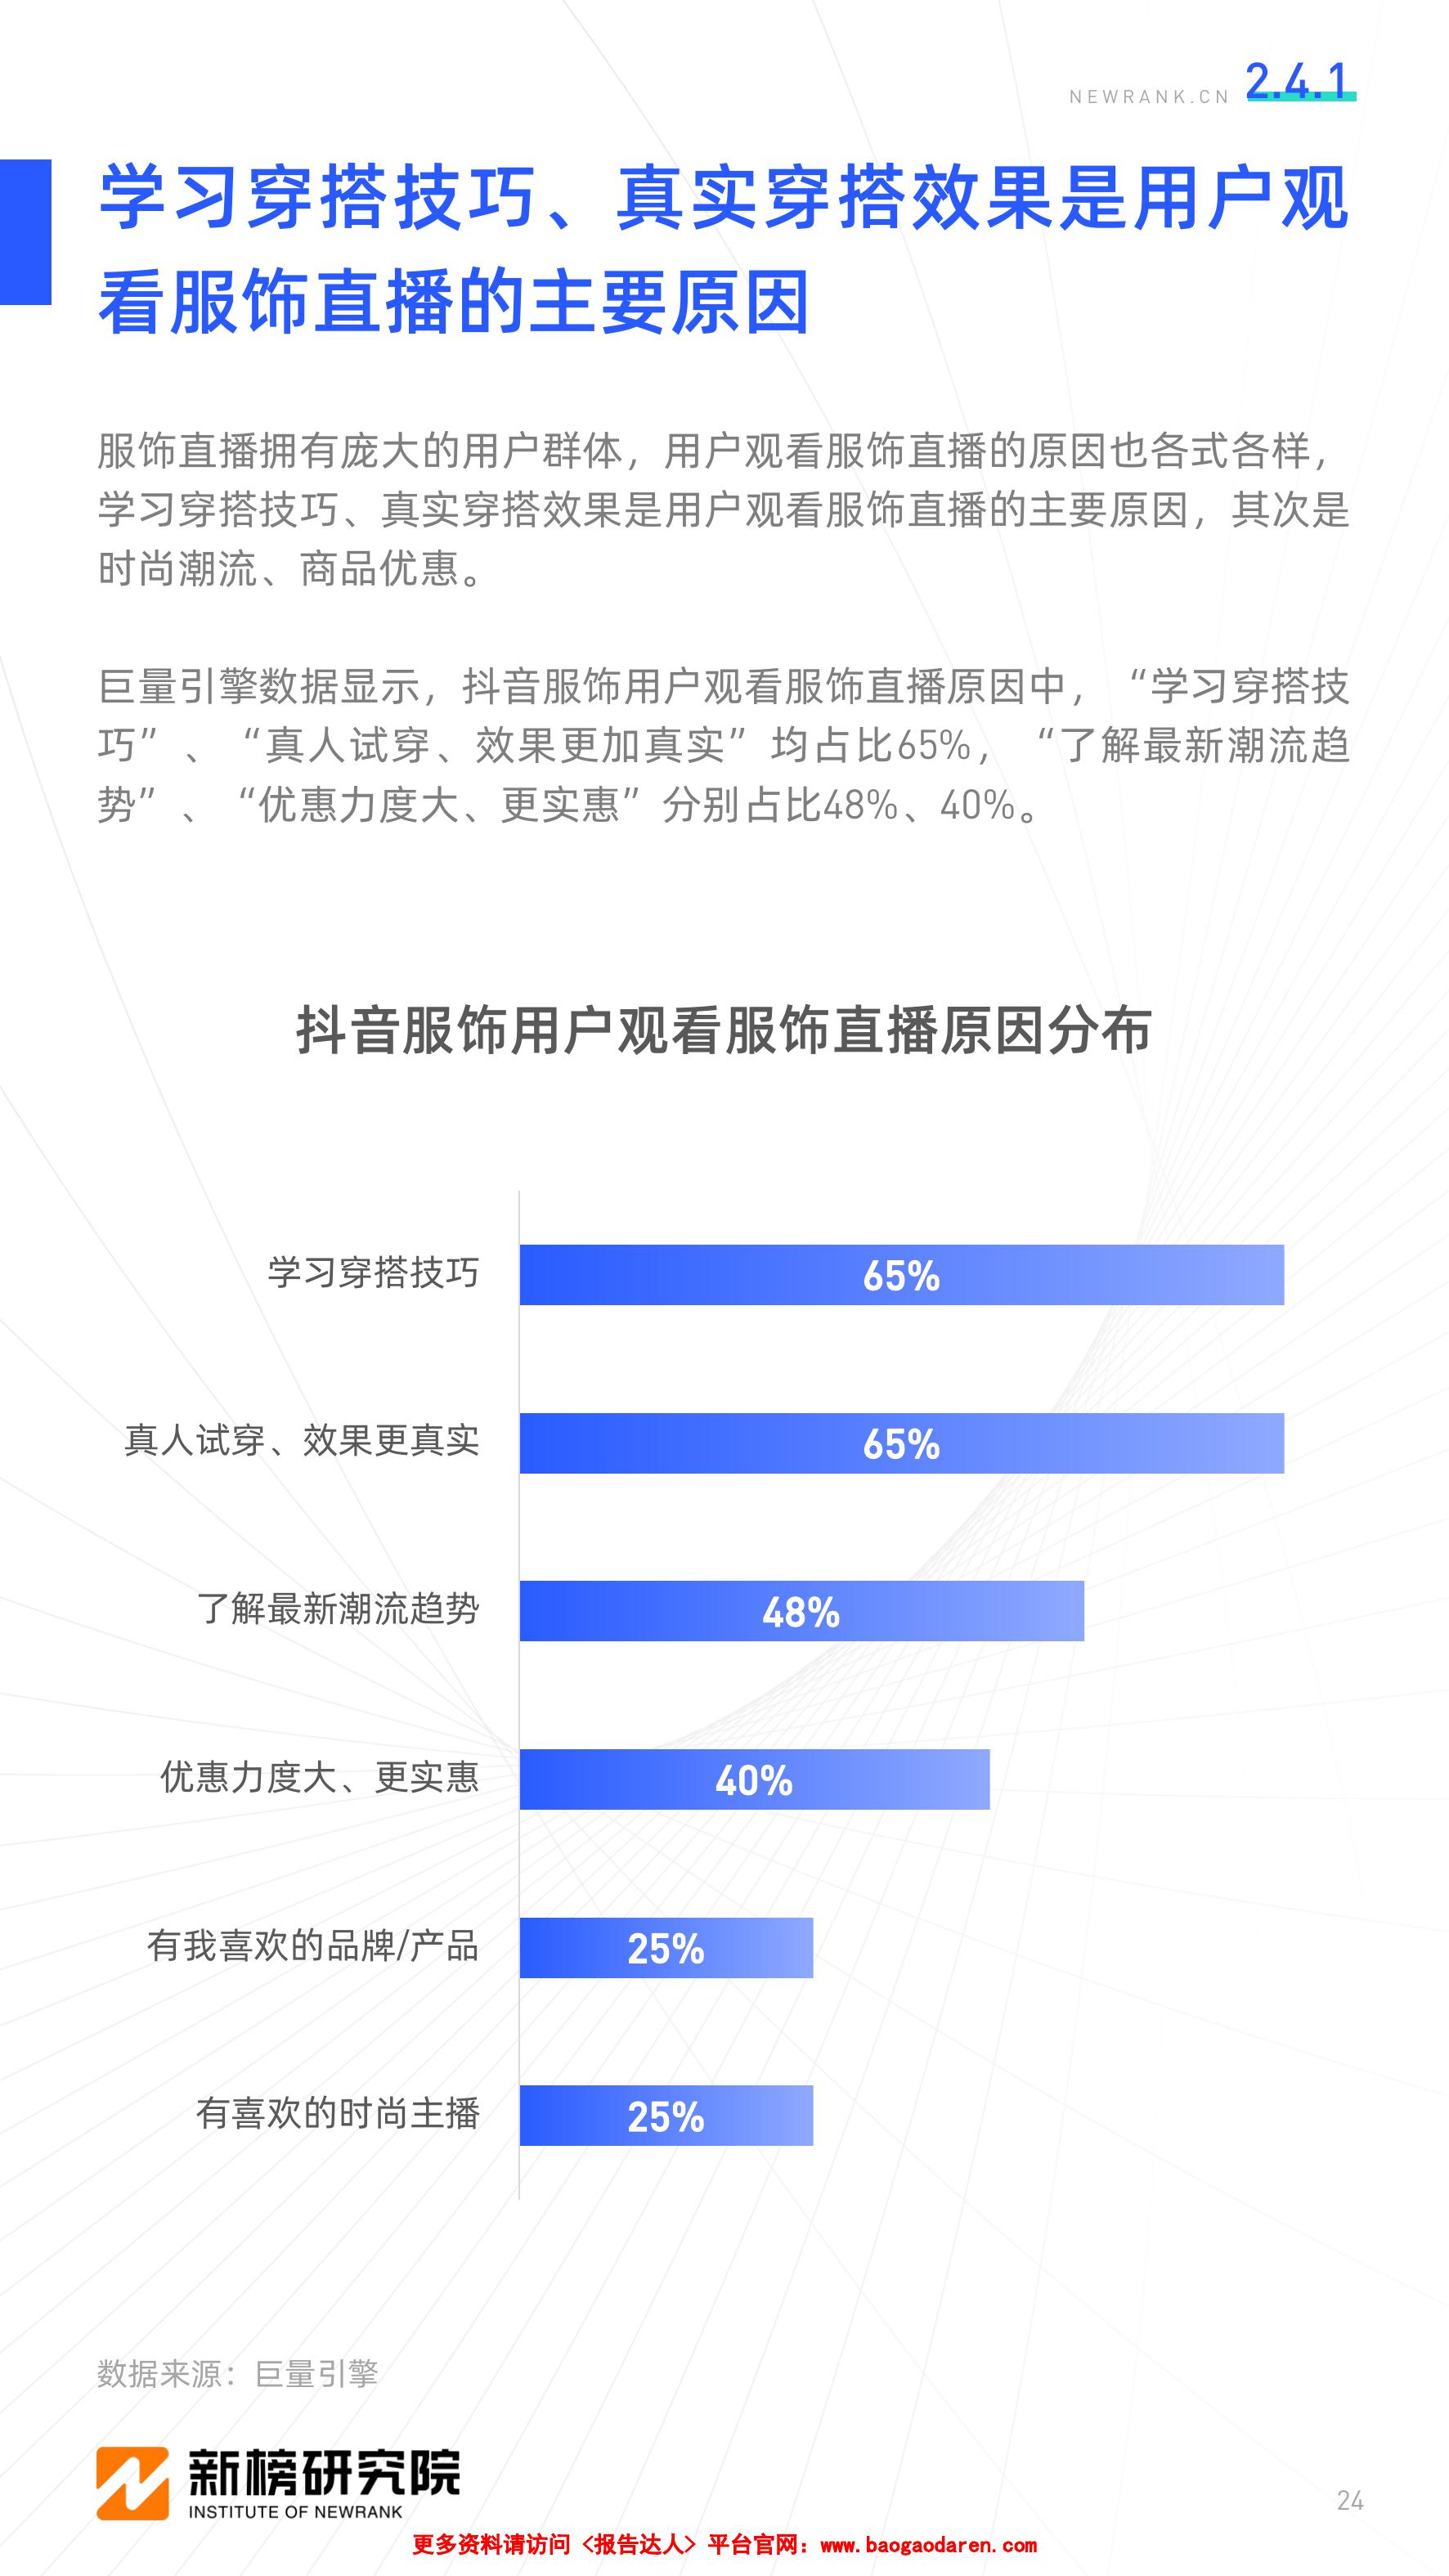 NEWRANK.CN 2.4.1
学习穿搭技巧、真实穿搭效果是用户观
看服饰直播的主要原因
服饰直播拥有庞大的用户群体，用户观看服饰直播的原因也各式各样，
学习穿搭技巧、真实穿搭效果是用户观看服饰直播的主要原因，其次是
时尚潮流、商品优惠。
巨量引擎数据显示，抖音服饰用户观看服饰直播原因中，“学习穿搭技
巧”、“真人试穿、效果更加真实”均占比65%，“了解最新潮流趋
势”、“优惠力度大、更实惠”分别占比48%、40%。
抖音服饰用户观看服饰直播原因分布
学习穿搭技巧 65%
真人试穿、效果更真实 65%
了解最新潮流趋势 48%
优惠力度大、更实惠 40%
有我喜欢的品牌/产品 25%
有喜欢的时尚主播 25%
数据来源：巨量引擎
新榜研究院
INSTITUTE OF NEWRANK
24
更多资料请访问《报告达人》平台官网：www.baogaodaren.com